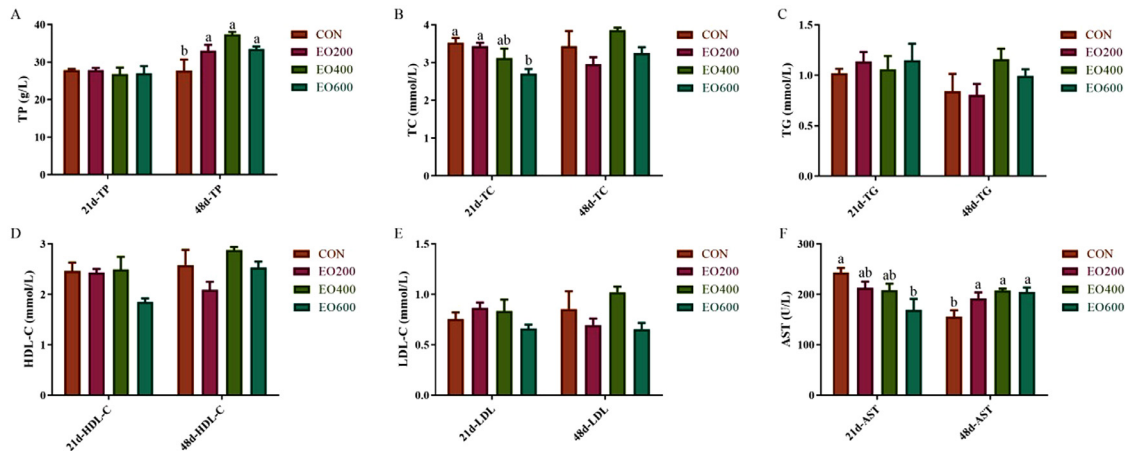 A
TP (g/L)
40
30
20
10
0
b
a
a
a
21d-TP
48d-TP
CON
EO200
EO400
EO600
B
TC (mmol/L)
4
3
2
1
0
a
a
ab
b
21d-TC
48d-TC
CON
EO200
EO400
EO600
C
TG (mmol/L)
1.5
1.0
0.5
0.0
21d-TG
48d-TG
CON
EO200
EO400
EO600
D
HDL-C (mmol/L)
3
2
1
0
21d-HDL-C
48d-HDL-C
CON
EO200
EO400
EO600
E
LDL-C (mmol/L)
1.5
1.0
0.5
0.0
21d-LDL
48d-LDL
CON
EO200
EO400
EO600
F
AST (U/L)
300
200
100
0
a
ab
ab
b
b
a
a
a
21d-AST
48d-AST
CON
EO200
EO400
EO600